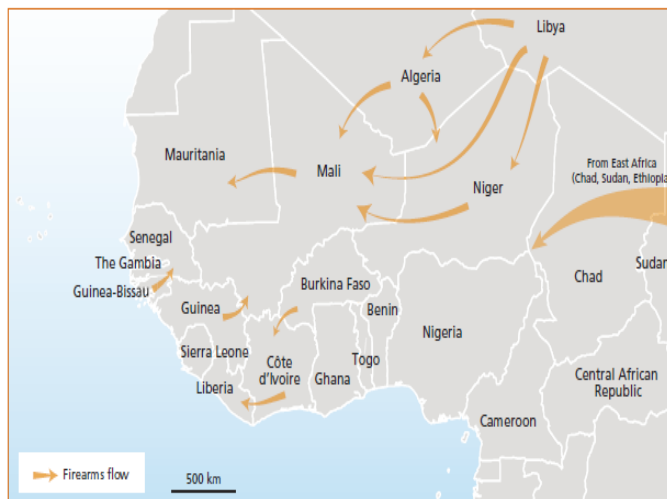 Libya
Algeria
Mauritania
Mali
Niger
From East Africa
(Chad, Sudan, Ethiopia)
Senegal
The Gambia
Guinea-Bissau
Guinea
Burkina Faso
Benin
Chad
Sudan
Nigeria
Sierra Leone
Côte
d'Ivoire
Togo
Ghana
Liberia
Central African
Republic
Cameroon
Firearms flow
500 km